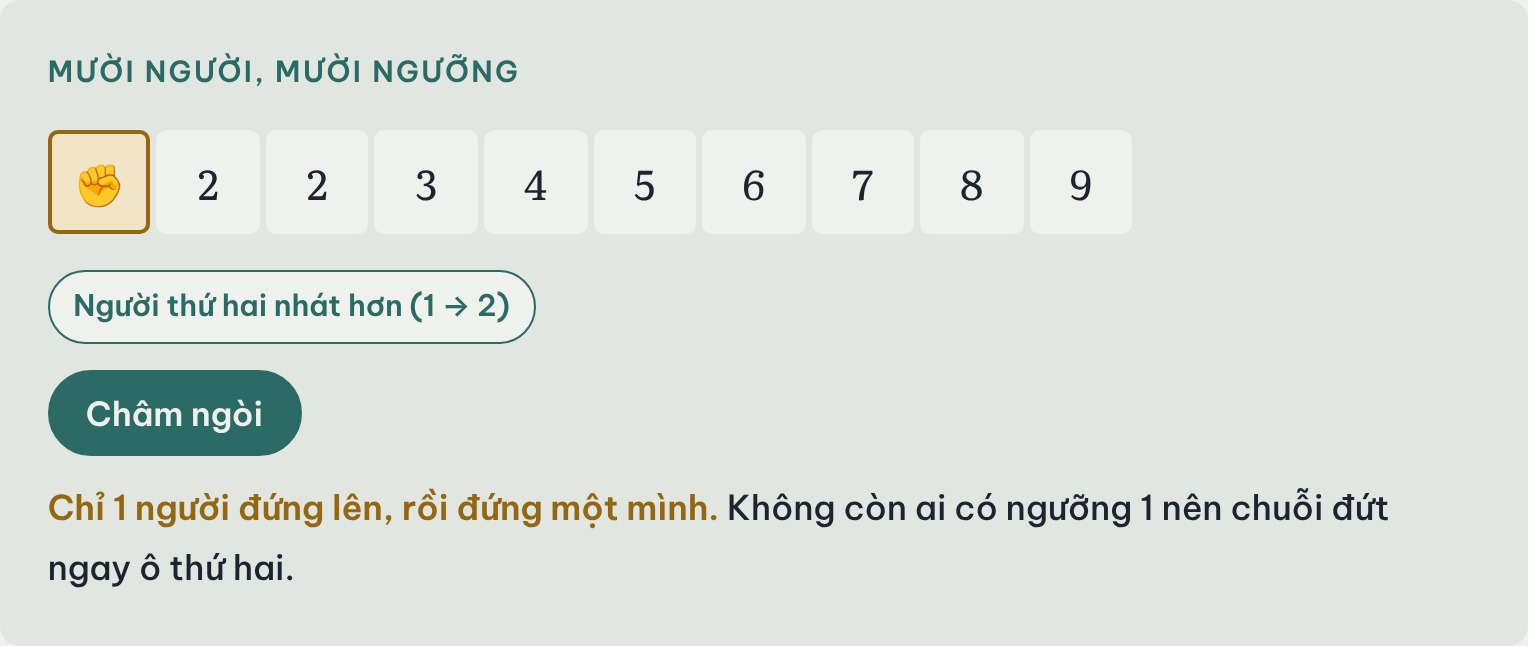 MƯỜI NGƯỜI, MƯỜI NGƯỠNG
✊ 2 2 3 4 5 6 7 8 9
Người thứ hai nhát hơn (1 → 2)
Châm ngòi
Chỉ 1 người đứng lên, rồi đứng một mình. Không còn ai có ngưỡng 1 nên chuỗi đứt
ngay ô thứ hai.